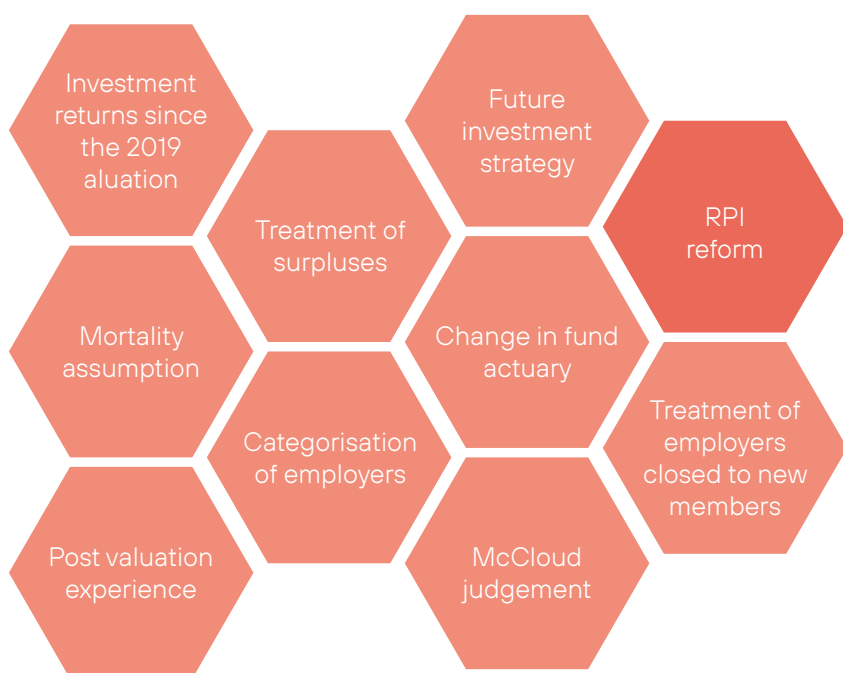 Investment
returns since
the 2019
aluation
Future
investment
strategy
Treatment of
surpluses
RPI
reform
Mortality
assumption
Change in fund
actuary
Categorisation
of employers
Treatment of
employers
closed to new
members
Post valuation
experience
McCloud
judgement